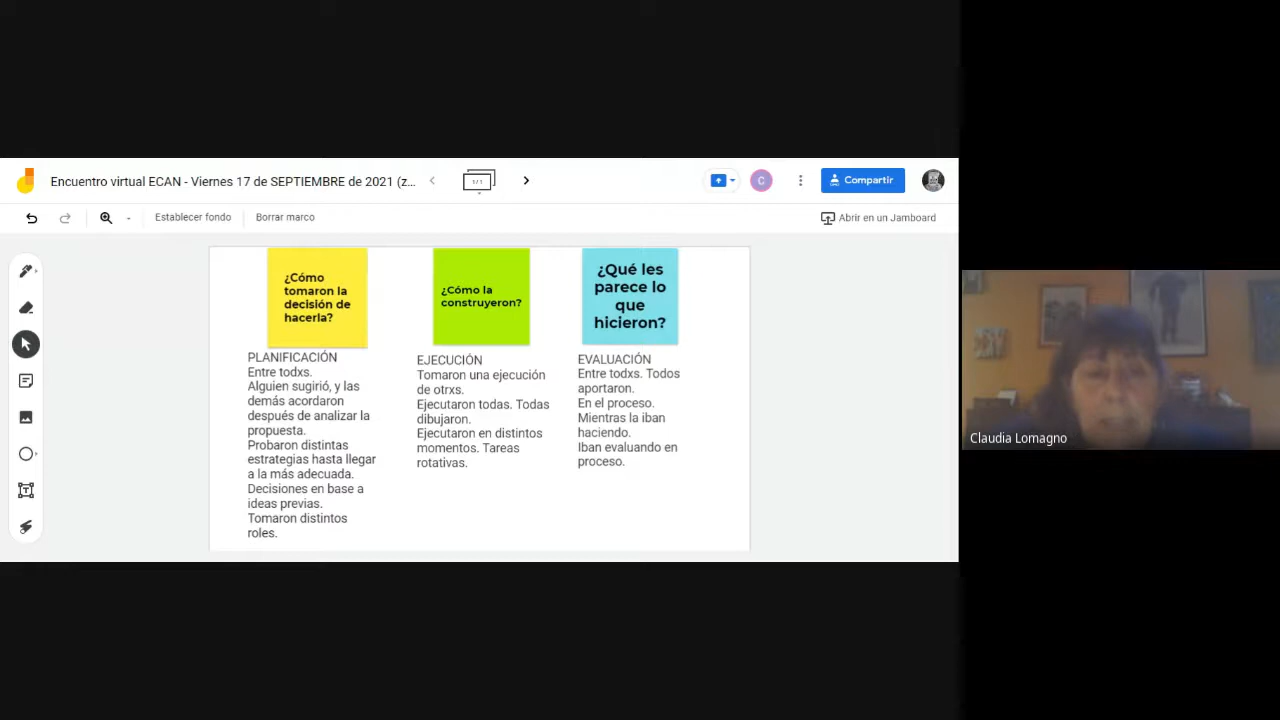 Encuentro virtual ECAN - Viernes 17 de SEPTIEMBRE de 2021 (z...
1 / 1
C
Compartir
Establecer fondo
Borrar marco
Abrir en un Jamboard
¿Cómo
tomaron la
decisión de
hacerla?
¿Cómo la
construyeron?
¿Qué les
parece lo
que
hicieron?
PLANIFICACIÓN
Entre todxs.
Alguien sugirió, y las
demás acordaron
después de analizar la
propuesta.
Probaron distintas
estrategias hasta llegar
a la más adecuada.
Decisiones en base a
ideas previas.
Tomaron distintos
roles.
EJECUCIÓN
Tomaron una ejecución
de otrxs.
Ejecutaron todas. Todas
dibujaron.
Ejecutaron en distintos
momentos. Tareas
rotativas.
EVALUACIÓN
Entre todxs. Todos
aportaron.
En el proceso.
Mientras la iban
haciendo.
Iban evaluando en
proceso.
Claudia Lomagno